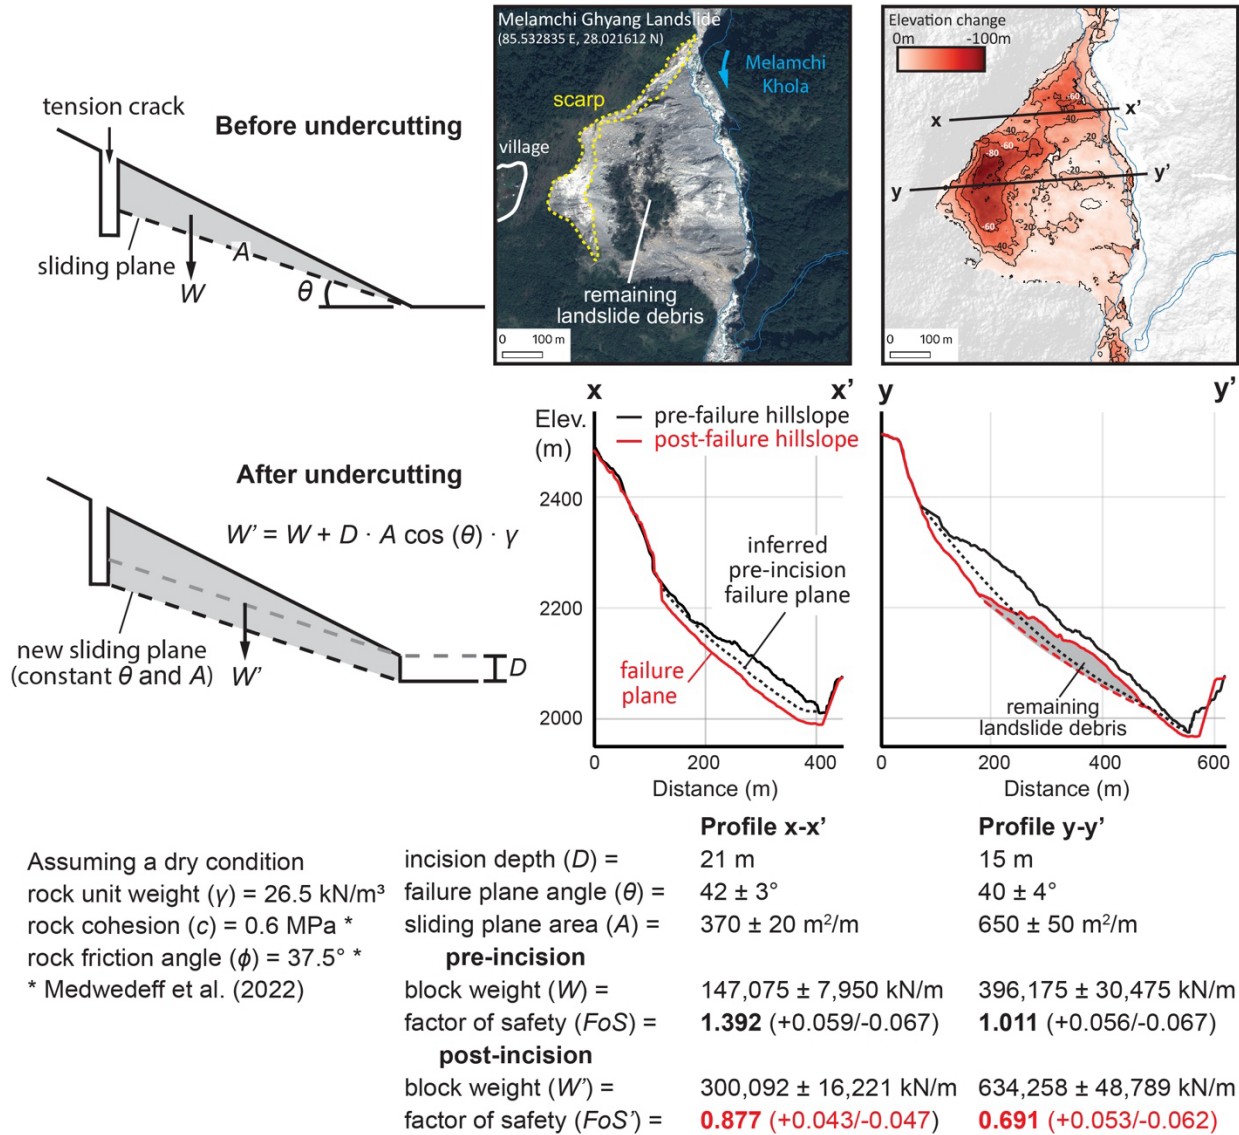 tension crack
Before undercutting
sliding plane
A
W
θ
Melamchi Ghyang Landslide
(85.532835 E, 28.021612 N)
Melamchi
Khola
scarp
village
remaining
landslide debris
0 100 m
Elevation change
0m -100m
-60
x x'
-40
-40
-20
-60
-80
-20
y y'
-60
-40
0 100 m
After undercutting
W' = W + D · A cos (θ) · γ
new sliding plane
(constant θ and A)
W'
D
x x'
Elev.
(m)
pre-failure hillslope
post-failure hillslope
2400
2200
2000
inferred
pre-incision
failure plane
failure
plane
0 200 400
Distance (m)
y y'
remaining
landslide debris
0 200 400 600
Distance (m)
Profile x-x' Profile y-y'
Assuming a dry condition
rock unit weight (γ) = 26.5 kN/m³
rock cohesion (c) = 0.6 MPa *
rock friction angle (ϕ) = 37.5° *
* Medwedeff et al. (2022)
incision depth (D) = 21 m 15 m
failure plane angle (θ) = 42 ± 3° 40 ± 4°
sliding plane area (A) = 370 ± 20 m²/m 650 ± 50 m²/m
pre-incision
block weight (W) = 147,075 ± 7,950 kN/m 396,175 ± 30,475 kN/m
factor of safety (FoS) = 1.392 (+0.059/-0.067) 1.011 (+0.056/-0.067)
post-incision
block weight (W') = 300,092 ± 16,221 kN/m 634,258 ± 48,789 kN/m
factor of safety (FoS') = 0.877 (+0.043/-0.047) 0.691 (+0.053/-0.062)